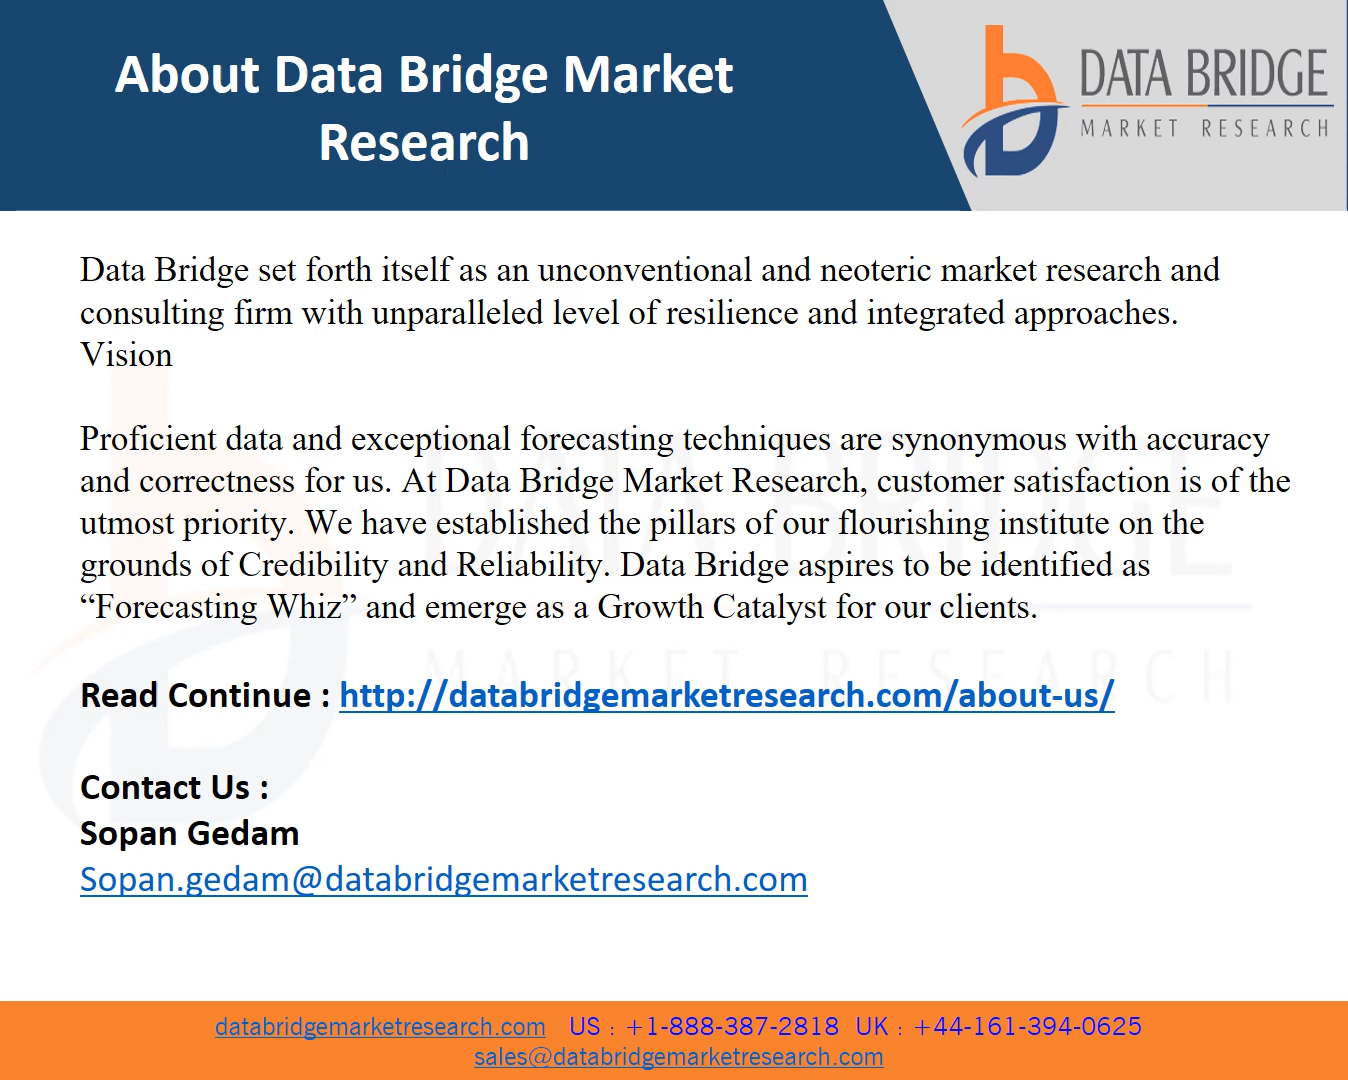 About Data Bridge Market
Research
DATA BRIDGE
MARKET RESEARCH
Data Bridge set forth itself as an unconventional and neoteric market research and
consulting firm with unparalleled level of resilience and integrated approaches.
Vision
Proficient data and exceptional forecasting techniques are synonymous with accuracy
and correctness for us. At Data Bridge Market Research, customer satisfaction is of the
utmost priority. We have established the pillars of our flourishing institute on the
grounds of Credibility and Reliability. Data Bridge aspires to be identified as
“Forecasting Whiz” and emerge as a Growth Catalyst for our clients.
DATA BRIDGE
MARKET RESEARCH
Read Continue : http://databridgemarketresearch.com/about-us/
Contact Us :
Sopan Gedam
Sopan.gedam@databridgemarketresearch.com
databridgemarketresearch.com US : +1-888-387-2818 UK : +44-161-394-0625
sales@databridgemarketresearch.com